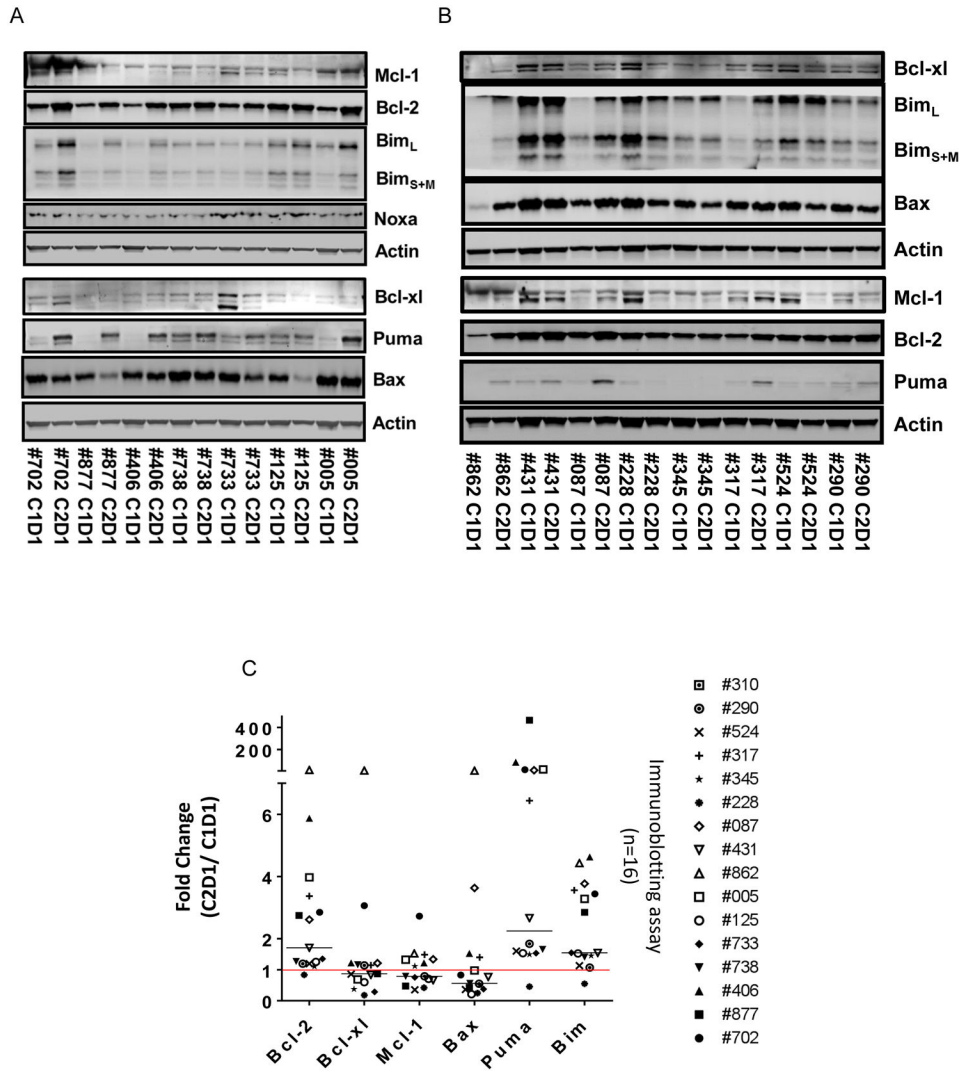 A
Mcl-1
Bcl-2
BimL
BimS+M
Noxa
Actin
Bcl-xl
Puma
Bax
Actin
#702 C1D1
#702 C2D1
#877 C1D1
#877 C2D1
#406 C1D1
#406 C2D1
#738 C1D1
#738 C2D1
#733 C1D1
#733 C2D1
#125 C1D1
#125 C2D1
#005 C1D1
#005 C2D1
B
Bcl-xl
BimL
BimS+M
Bax
Actin
Mcl-1
Bcl-2
Puma
Actin
#862 C1D1
#862 C2D1
#431 C1D1
#431 C2D1
#087 C1D1
#087 C2D1
#228 C1D1
#228 C2D1
#345 C1D1
#345 C2D1
#317 C1D1
#317 C2D1
#524 C1D1
#524 C2D1
#290 C1D1
#290 C2D1
C
Fold Change
(C2D1/ C1D1)
400
200
6
4
2
1
0
Bcl-2
Bcl-xl
Mcl-1
Bax
Puma
Bim
Immunoblotting assay
(n=16)
#310
#290
#524
#317
#345
#228
#087
#431
#862
#005
#125
#733
#738
#406
#877
#702